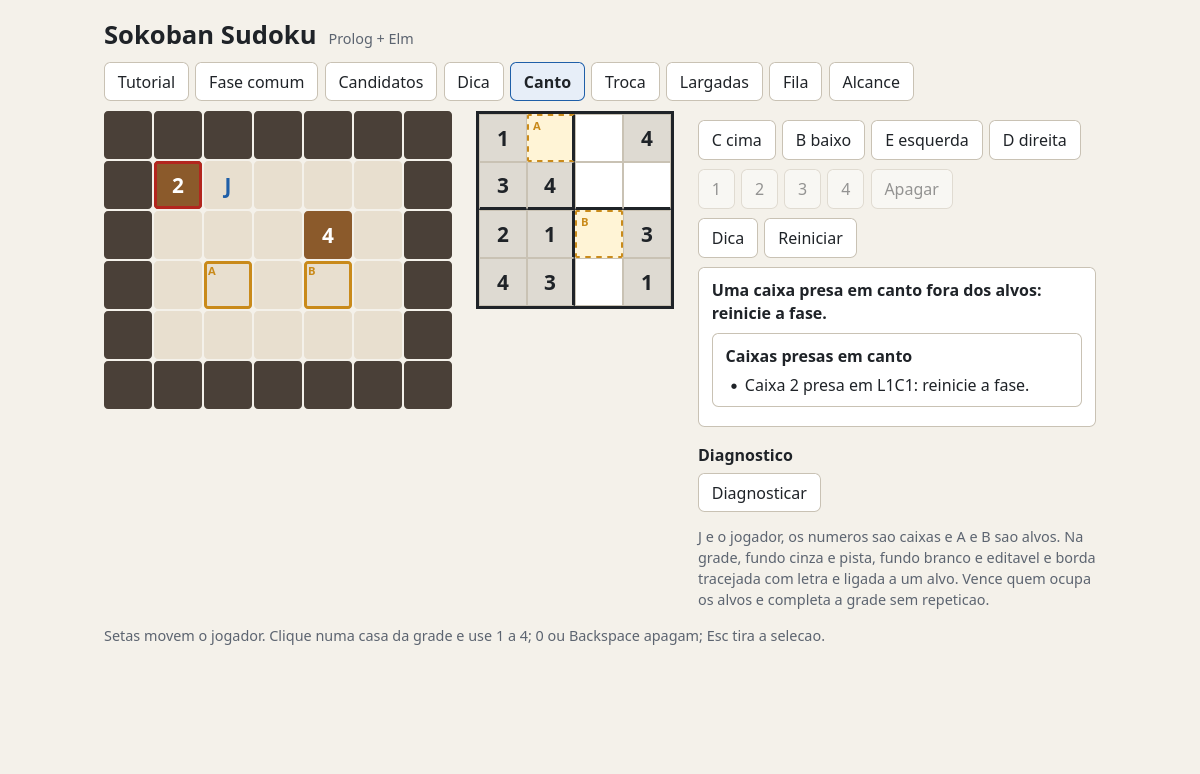 Sokoban Sudoku Prolog + Elm
Tutorial Fase comum Candidatos Dica Canto Troca Largadas Fila Alcance
2 J
4
A B
1 A 4
3 4
2 1 B 3
4 3 1
C cima B baixo E esquerda D direita
1 2 3 4 Apagar
Dica Reiniciar
Uma caixa presa em canto fora dos alvos:
reinicie a fase.
Caixas presas em canto
• Caixa 2 presa em L1C1: reinicie a fase.
Diagnostico
Diagnosticar
J e o jogador, os numeros sao caixas e A e B sao alvos. Na
grade, fundo cinza e pista, fundo branco e editavel e borda
tracejada com letra e ligada a um alvo. Vence quem ocupa
os alvos e completa a grade sem repeticao.
Setas movem o jogador. Clique numa casa da grade e use 1 a 4; 0 ou Backspace apagam; Esc tira a selecao.